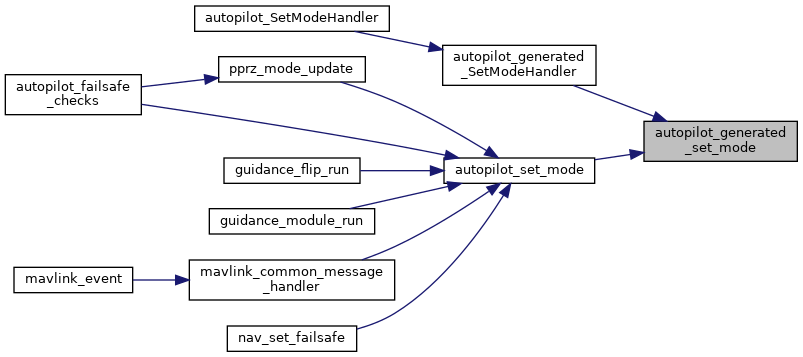 autopilot_SetModeHandler
autopilot_generated
_SetModeHandler
pprz_mode_update
autopilot_failsafe
_checks
autopilot_generated
_set_mode
guidance_flip_run
autopilot_set_mode
guidance_module_run
mavlink_event
mavlink_common_message
_handler
nav_set_failsafe